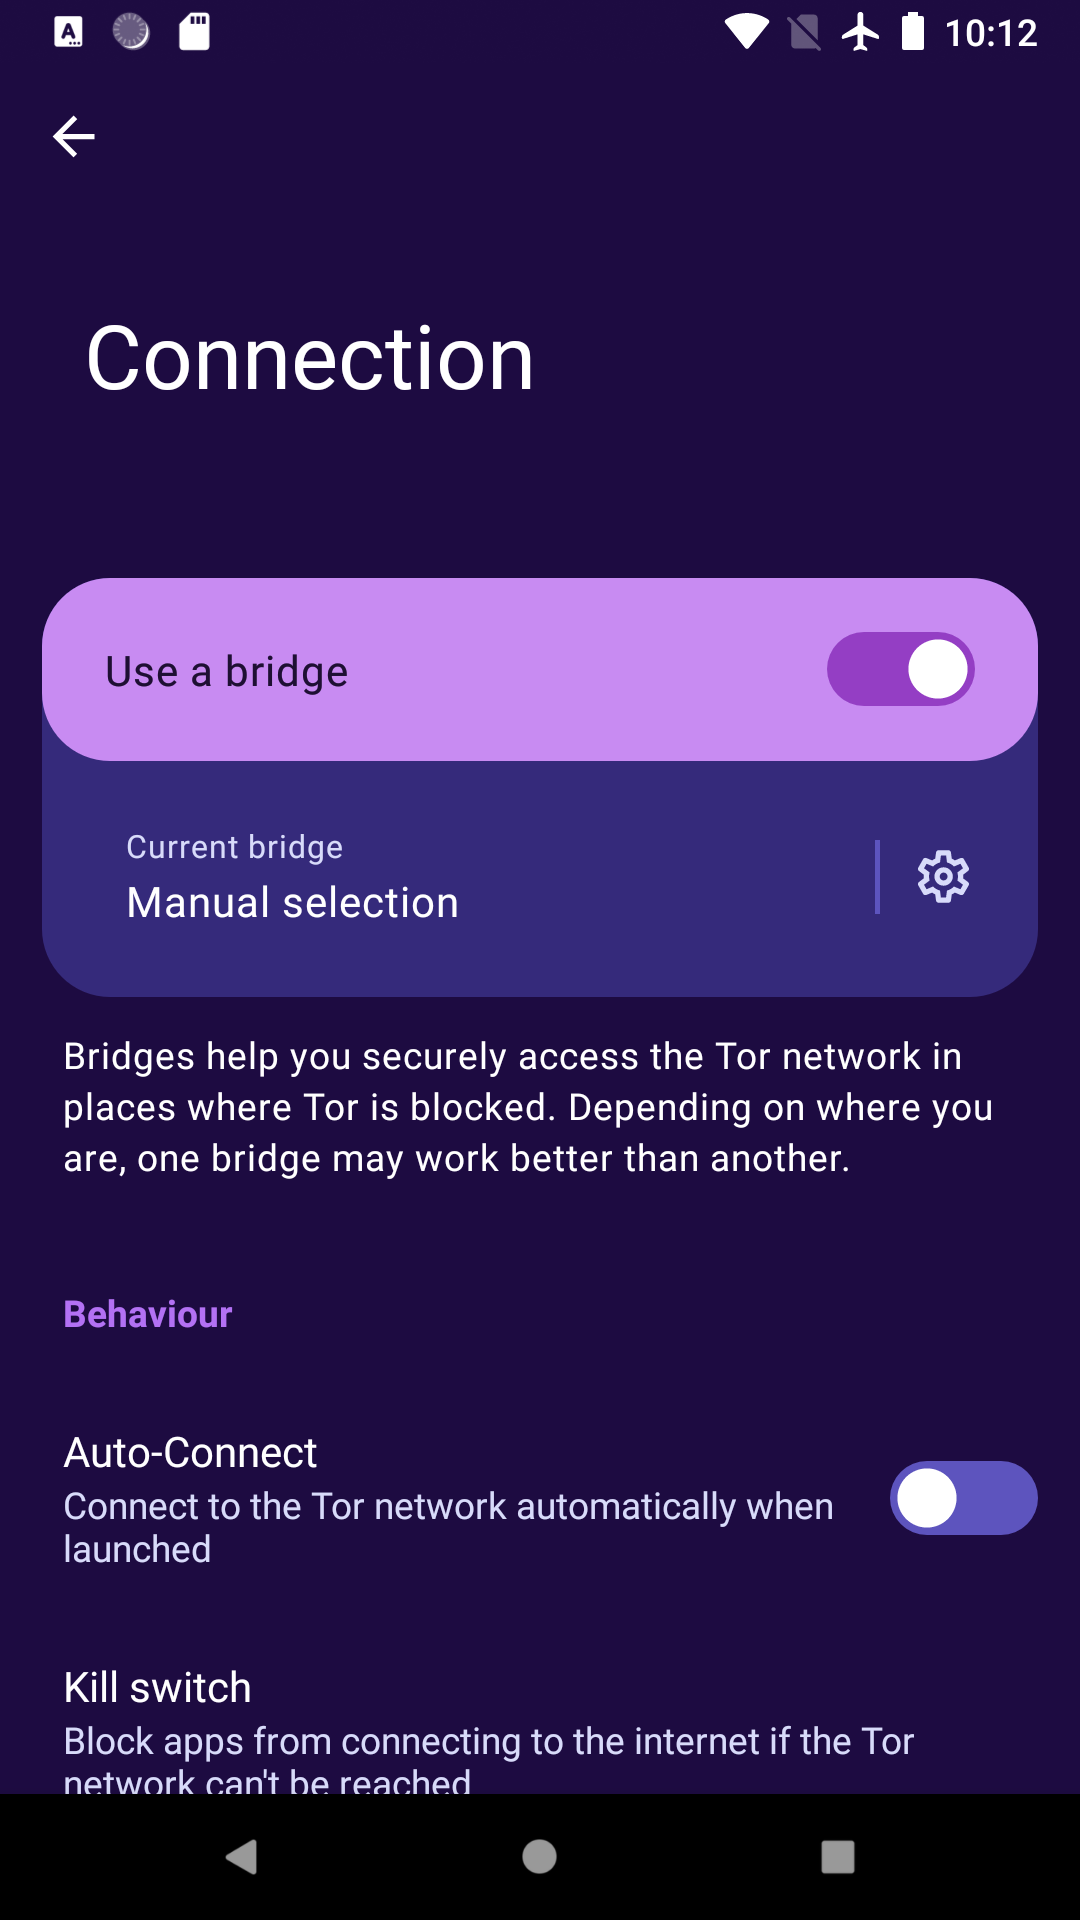 10:12
Connection
Use a bridge
Current bridge
Manual selection
Bridges help you securely access the Tor network in
places where Tor is blocked. Depending on where you
are, one bridge may work better than another.
Behaviour
Auto-Connect
Connect to the Tor network automatically when
launched
Kill switch
Block apps from connecting to the internet if the Tor
network can't be reached